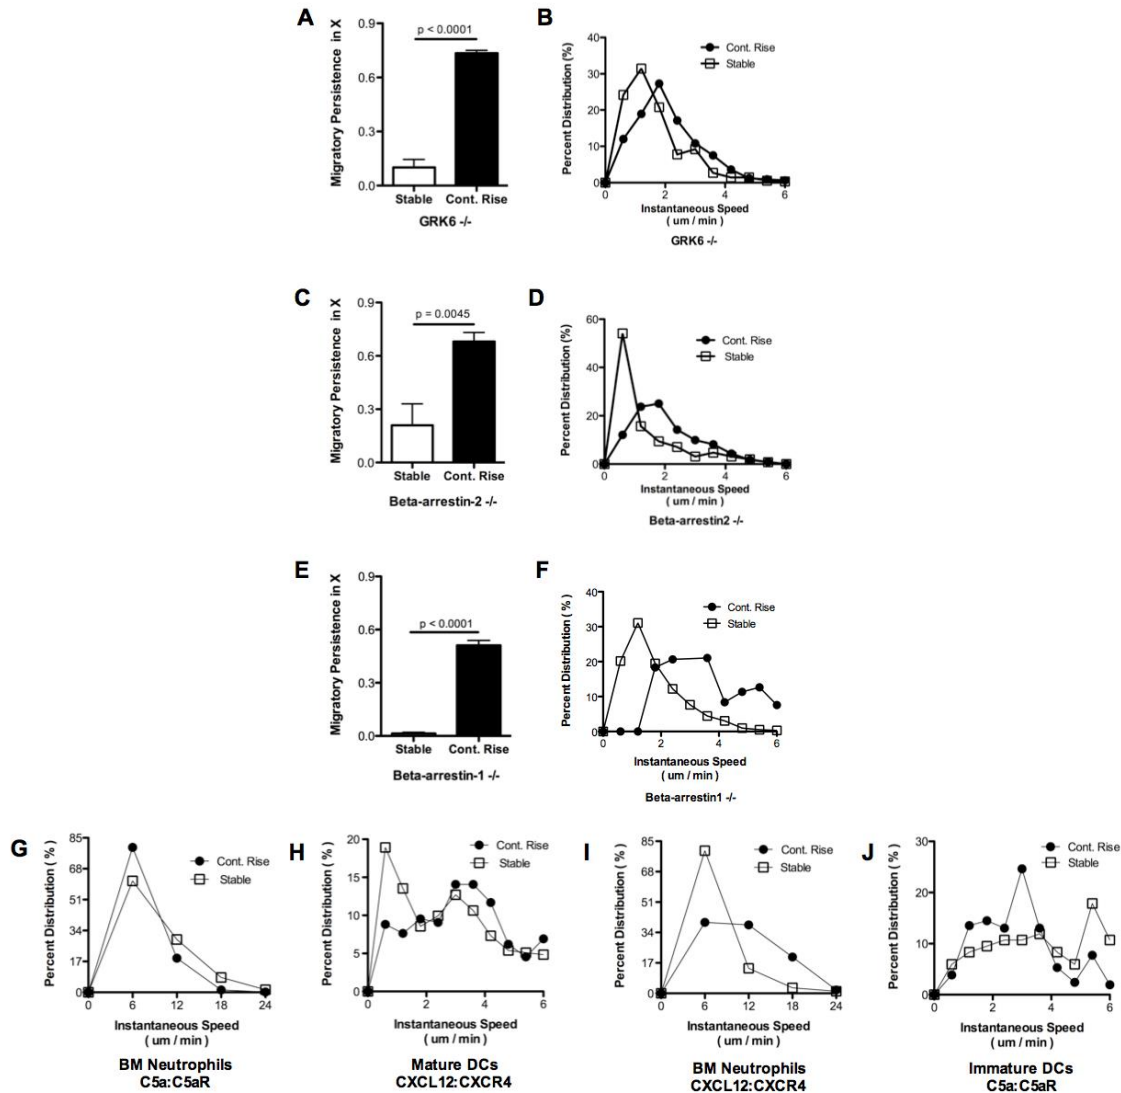 A
Migratory Persistence in X
0.9
0.6
0.3
0.0
p < 0.0001
Stable
Cont. Rise
GRK6 -/-
B
Percent Distribution (%)
40
30
20
10
0
Cont. Rise
Stable
0
2
4
6
Instantaneous Speed
( um / min )
GRK6 -/-
C
Migratory Persistence in X
0.9
0.6
0.3
0.0
p = 0.0045
Stable
Cont. Rise
Beta-arrestin-2 -/-
D
Percent Distribution (%)
60
40
20
0
Cont. Rise
Stable
0
2
4
6
Instantaneous Speed
( um / min )
Beta-arrestin2 -/-
E
Migratory Persistence in X
0.9
0.6
0.3
0.0
p < 0.0001
Stable
Cont. Rise
Beta-arrestin-1 -/-
F
Percent Distribution ( % )
40
30
20
10
0
Cont. Rise
Stable
0
2
4
6
Instantaneous Speed
( um / min )
Beta-arrestin1 -/-
G
Percent Distribution ( % )
85
68
51
34
17
0
Cont. Rise
Stable
0
6
12
18
24
Instantaneous Speed
( um / min )
BM Neutrophils
C5a:C5aR
H
Percent Distribution ( % )
20
15
10
5
0
Cont. Rise
Stable
0
2
4
6
Instantaneous Speed
( um / min )
Mature DCs
CXCL12:CXCR4
I
Percent Distribution ( % )
85
68
51
34
17
0
Cont. Rise
Stable
0
6
12
18
24
Instantaneous Speed
( um / min )
BM Neutrophils
CXCL12:CXCR4
J
Percent Distribution ( % )
30
20
10
0
Cont. Rise
Stable
0
2
4
6
Instantaneous Speed
( um / min )
Immature DCs
C5a:C5aR